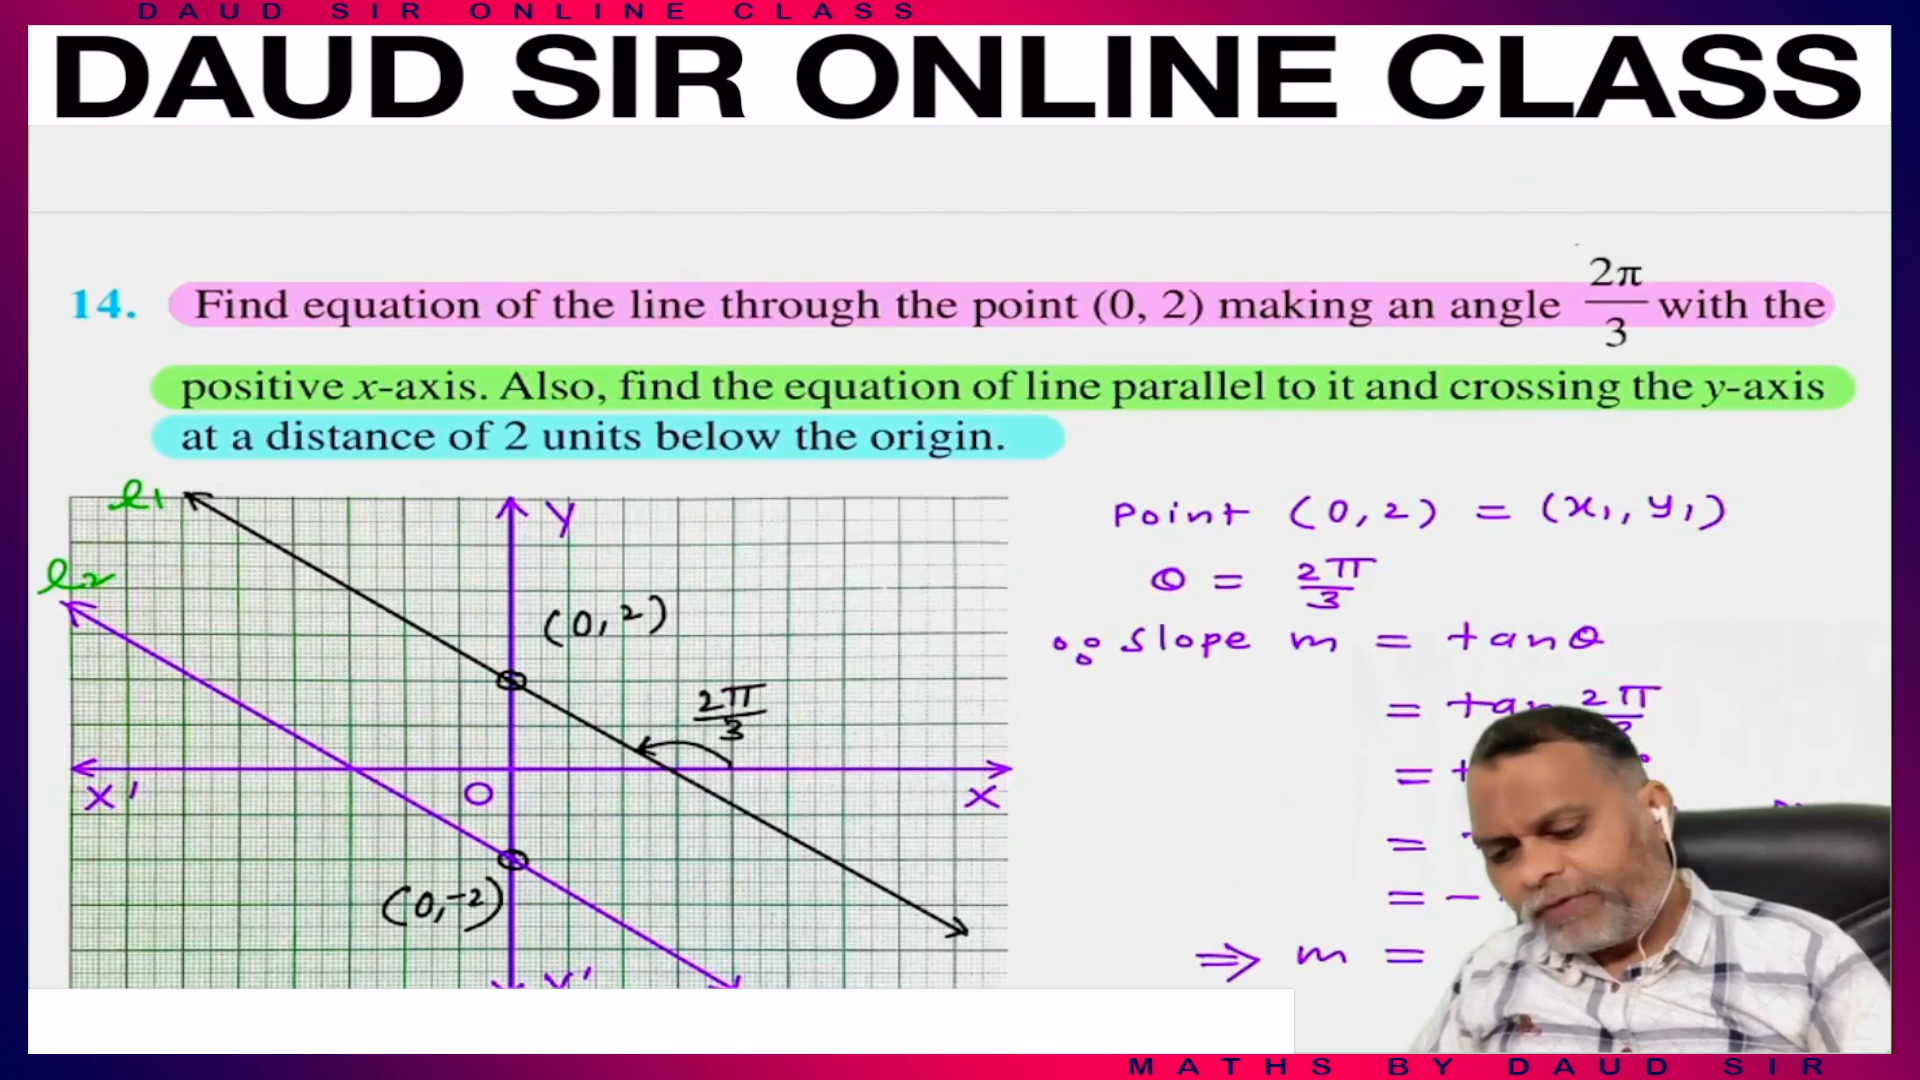 DAUD SIR ONLINE CLASS
DAUD SIR ONLINE CLASS
14. Find equation of the line through the point (0, 2) making an angle 2π/3 with the
positive x-axis. Also, find the equation of line parallel to it and crossing the y-axis
at a distance of 2 units below the origin.
l1
Y
l2
(0,2)
2π/3
X'
O
X
(0,-2)
Y'
Point (0,2) = (x1, y1)
θ = 2π/3
∴ Slope m = tanθ
= tan 2π
=
=
= -
⇒ m =
MATHS BY DAUD SIR